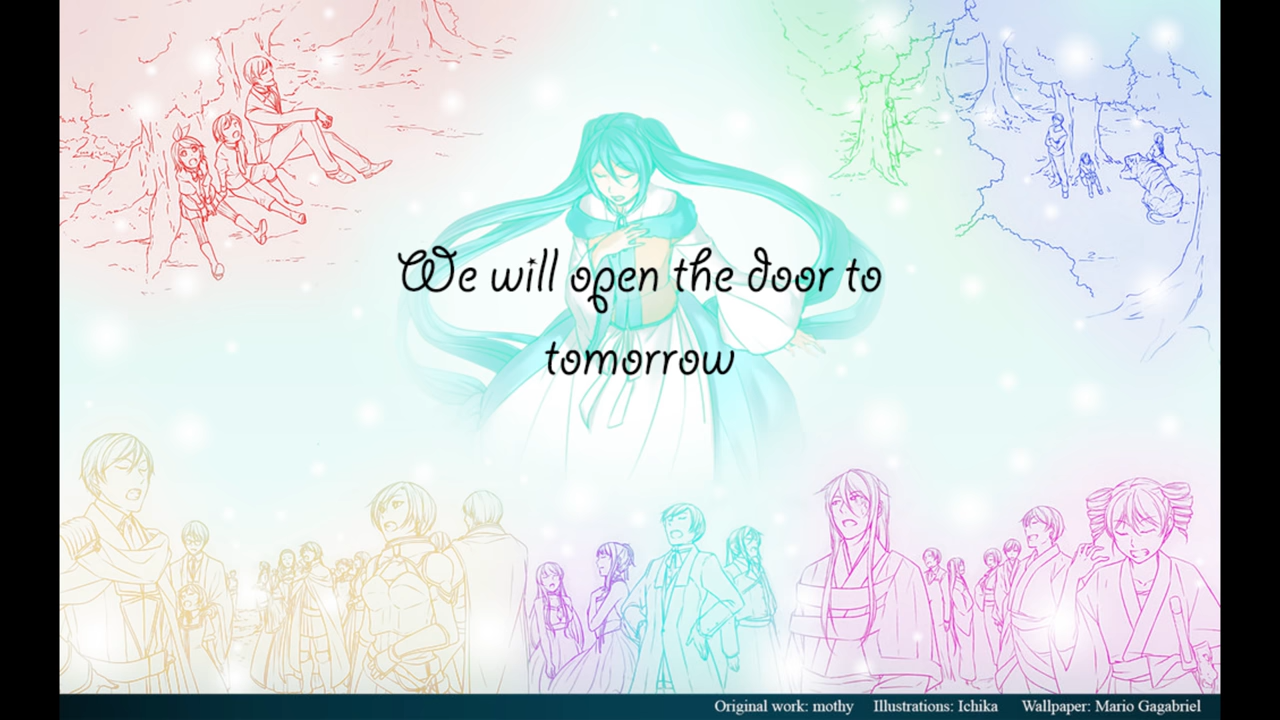 We will open the door to
tomorrow
Original work: mothy Illustrations: Ichika Wallpaper: Mario Gagabriel